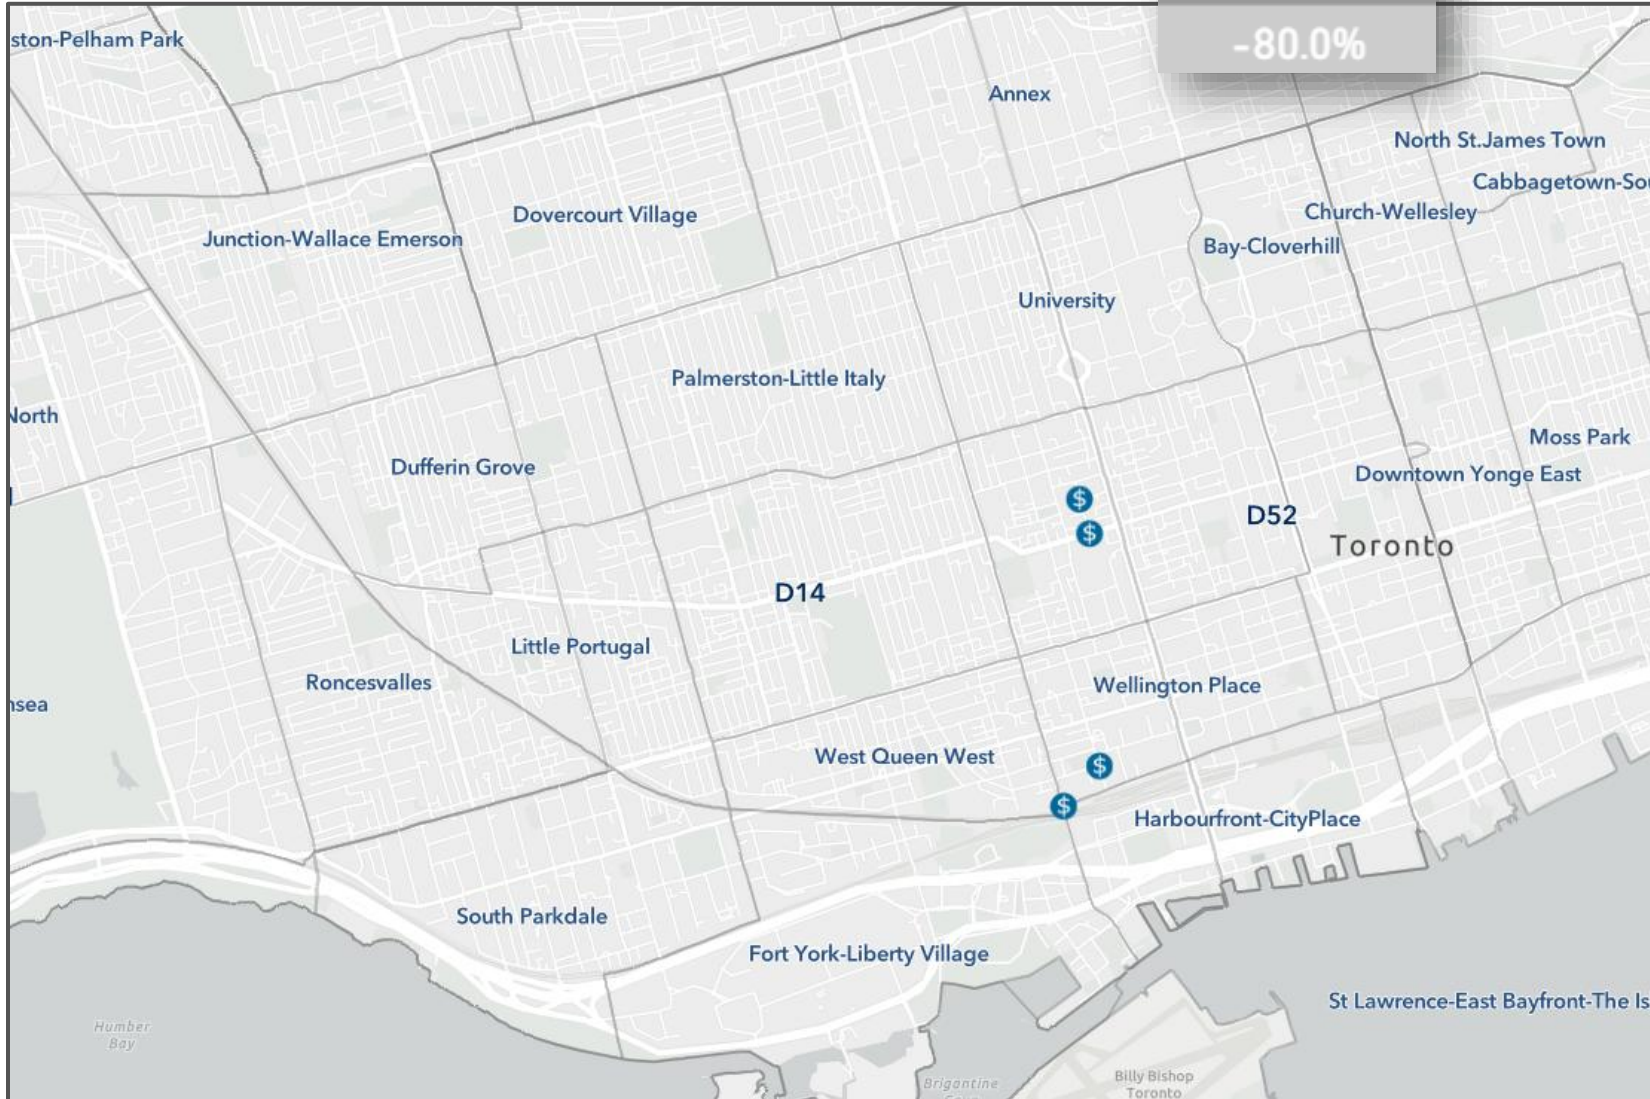 -80.0%
ston-Pelham Park
Annex
North St.James Town
Cabbagetown-Sou
Church-Wellesley
Dovercourt Village
Junction-Wallace Emerson
Bay-Cloverhill
University
Palmerston-Little Italy
North
Moss Park
Dufferin Grove
Downtown Yonge East
$
D52
$
Toronto
D14
Little Portugal
Roncesvalles
Wellington Place
nsea
West Queen West
$
$
Harbourfront-CityPlace
South Parkdale
Fort York-Liberty Village
St Lawrence-East Bayfront-The Is
Humber
Bay
Billy Bishop
Toronto
Brigantine